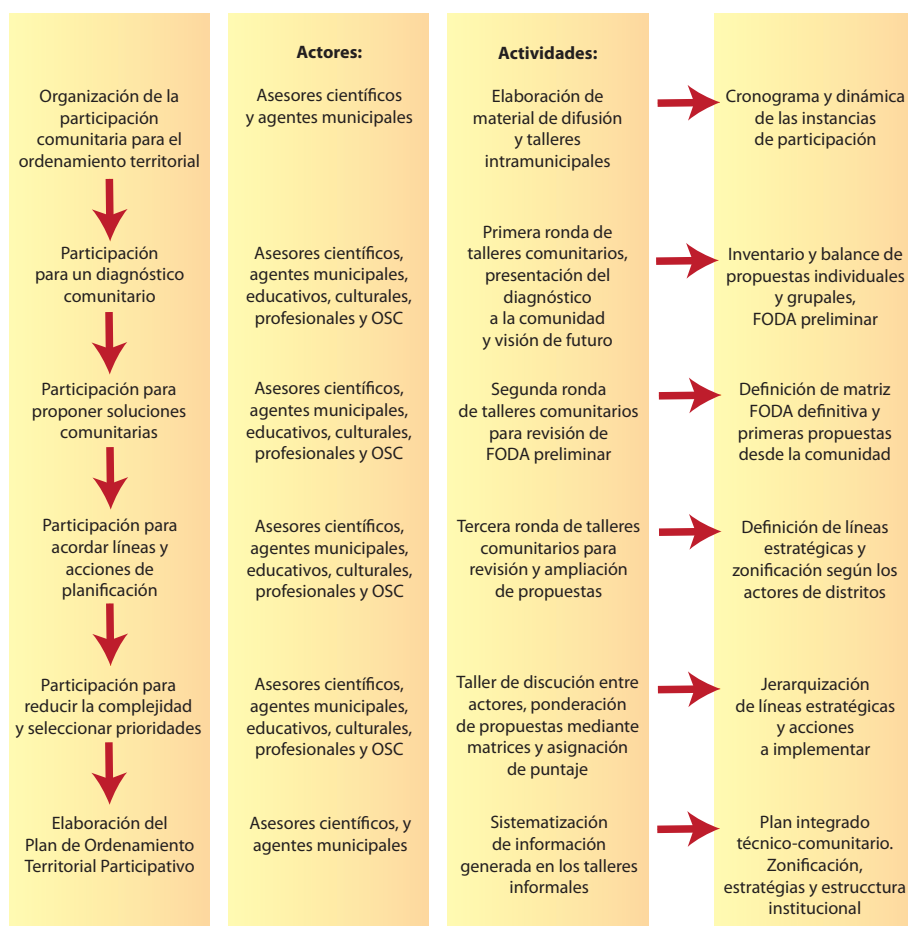 Actores:
Actividades:
Organización de la
participación
comunitaria para el
ordenamiento territorial
Asesores científicos
y agentes municipales
Elaboración de
material de difusión
y talleres
intramunicipales
Cronograma y dinámica
de las instancias
de participación
Participación
para un diagnóstico
comunitario
Asesores científicos,
agentes municipales,
educativos, culturales,
profesionales y OSC
Primera ronda de
talleres comunitarios,
presentación del
diagnóstico
a la comunidad
y visión de futuro
Inventario y balance de
propuestas individuales
y grupales,
FODA preliminar
Participación para
proponer soluciones
comunitarias
Asesores científicos,
agentes municipales,
educativos, culturales,
profesionales y OSC
Segunda ronda
de talleres comunitarios
para revisión de
FODA preliminar
Definición de matriz
FODA definitiva y
primeras propuestas
desde la comunidad
Participación para
acordar líneas y
acciones de
planificación
Asesores científicos,
agentes municipales,
educativos, culturales,
profesionales y OSC
Tercera ronda de talleres
comunitarios para
revisión y ampliación
de propuestas
Definición de líneas
estratégicas y
zonificación según los
actores de distritos
Participación para
reducir la complejidad
y seleccionar prioridades
Asesores científicos,
agentes municipales,
educativos, culturales,
profesionales y OSC
Taller de discución entre
actores, ponderación
de propuestas mediante
matrices y asignación
de puntaje
Jerarquización
de líneas estratégicas
y acciones
a implementar
Elaboración del
Plan de Ordenamiento
Territorial Participativo
Asesores científicos, y
agentes municipales
Sistematización
de información
generada en los talleres
informales
Plan integrado
técnico-comunitario.
Zonificación,
estratégias y estrucctura
institucional